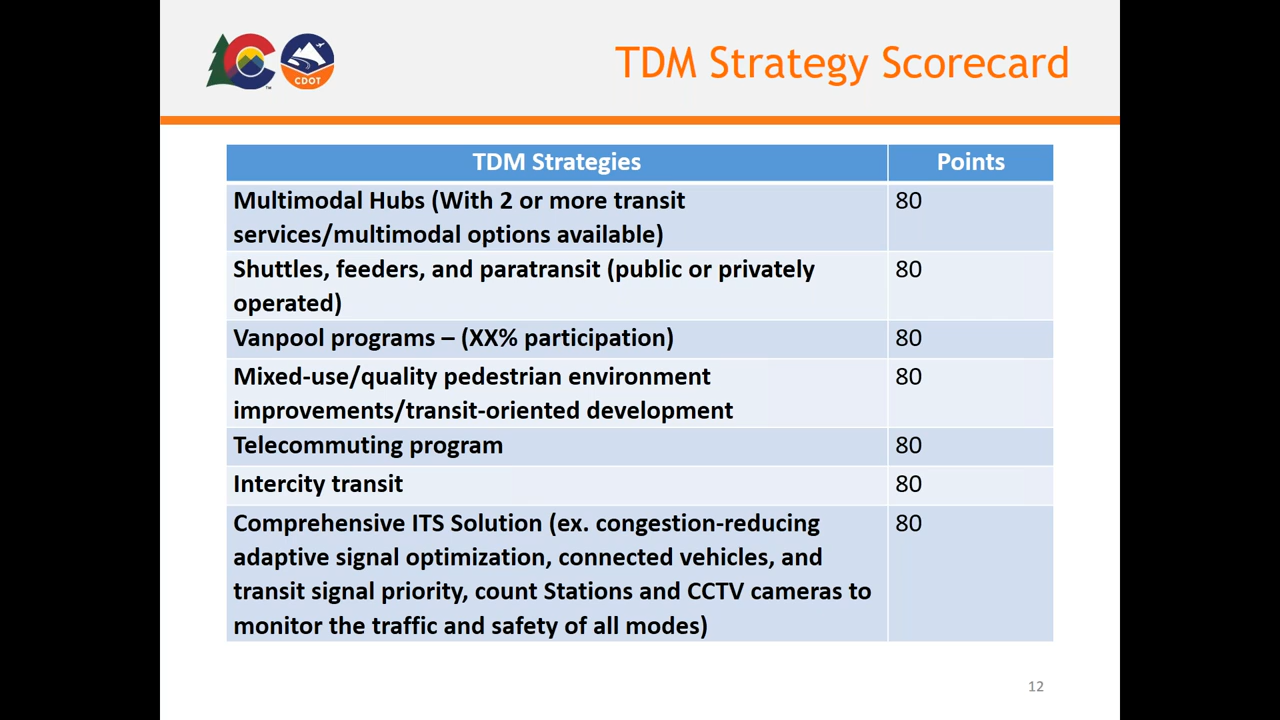 CDOT
TDM Strategy Scorecard
TDM Strategies Points
Multimodal Hubs (With 2 or more transit 80
services/multimodal options available)
Shuttles, feeders, and paratransit (public or privately 80
operated)
Vanpool programs – (XX% participation) 80
Mixed-use/quality pedestrian environment 80
improvements/transit-oriented development
Telecommuting program 80
Intercity transit 80
Comprehensive ITS Solution (ex. congestion-reducing 80
adaptive signal optimization, connected vehicles, and
transit signal priority, count Stations and CCTV cameras to
monitor the traffic and safety of all modes)
12